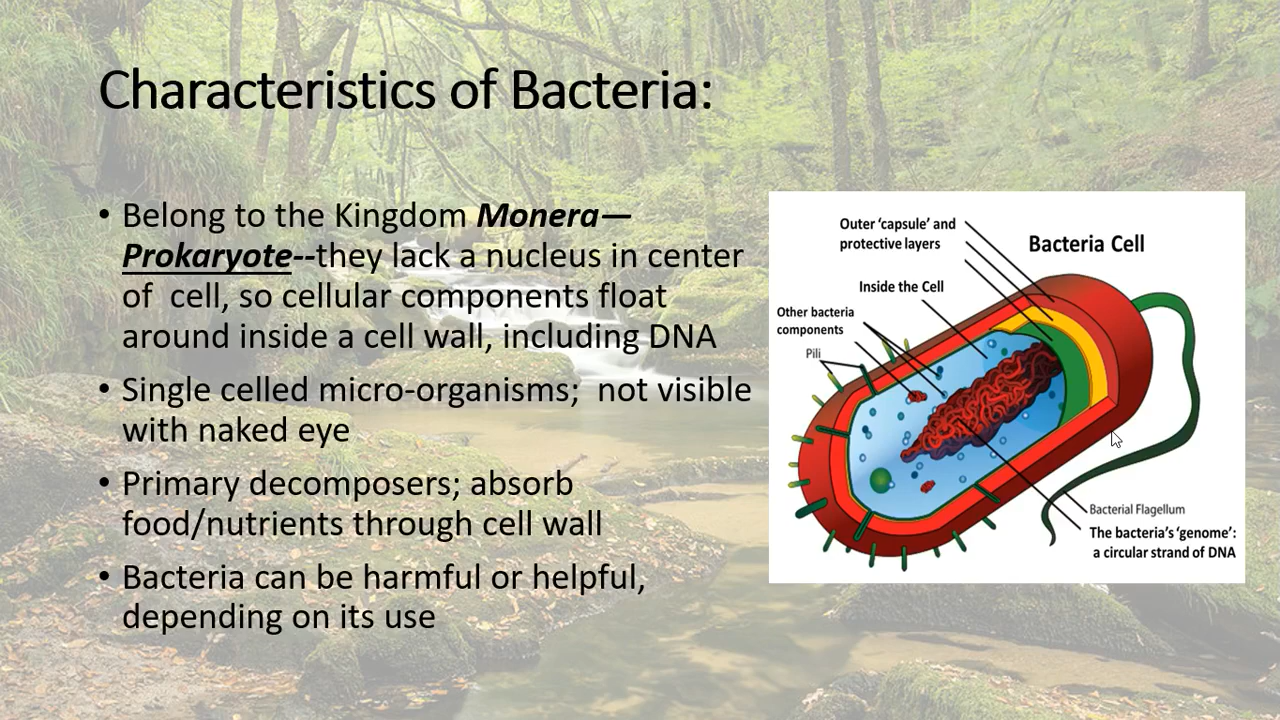 Characteristics of Bacteria:
• Belong to the Kingdom Monera—
Prokaryote--they lack a nucleus in center
of  cell, so cellular components float
around inside a cell wall, including DNA
• Single celled micro-organisms;  not visible
with naked eye
• Primary decomposers; absorb
food/nutrients through cell wall
• Bacteria can be harmful or helpful,
depending on its use
Outer ‘capsule’ and
protective layers
Bacteria Cell
Inside the Cell
Other bacteria
components
Pili
Bacterial Flagellum
The bacteria's ‘genome’:
a circular strand of DNA